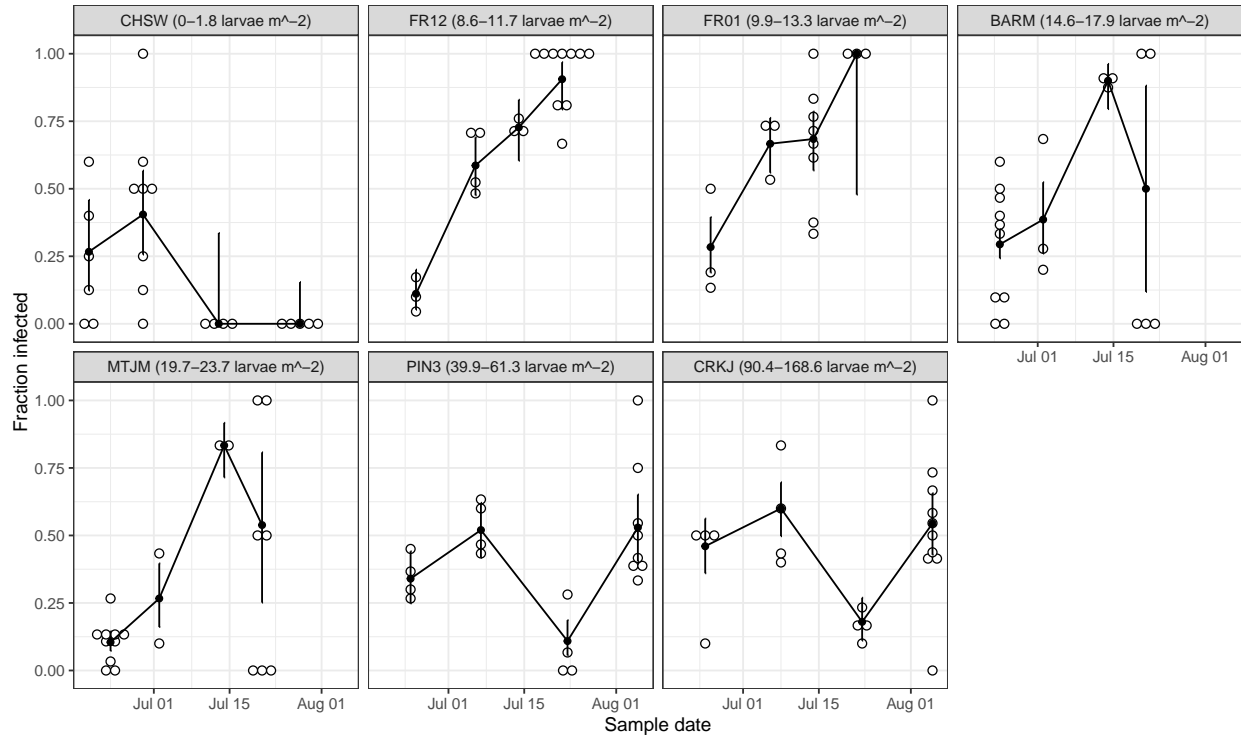 CHSW (0−1.8 larvae m^−2)
FR12 (8.6−11.7 larvae m^−2)
FR01 (9.9−13.3 larvae m^−2)
BARM (14.6−17.9 larvae m^−2)
1.00
0.75
0.50
0.25
0.00
Jul 01
Jul 15
Aug 01
MTJM (19.7−23.7 larvae m^−2)
PIN3 (39.9−61.3 larvae m^−2)
CRKJ (90.4−168.6 larvae m^−2)
1.00
0.75
0.50
0.25
0.00
Jul 01
Jul 15
Aug 01
Jul 01
Jul 15
Aug 01
Jul 01
Jul 15
Aug 01
Sample date
Fraction infected